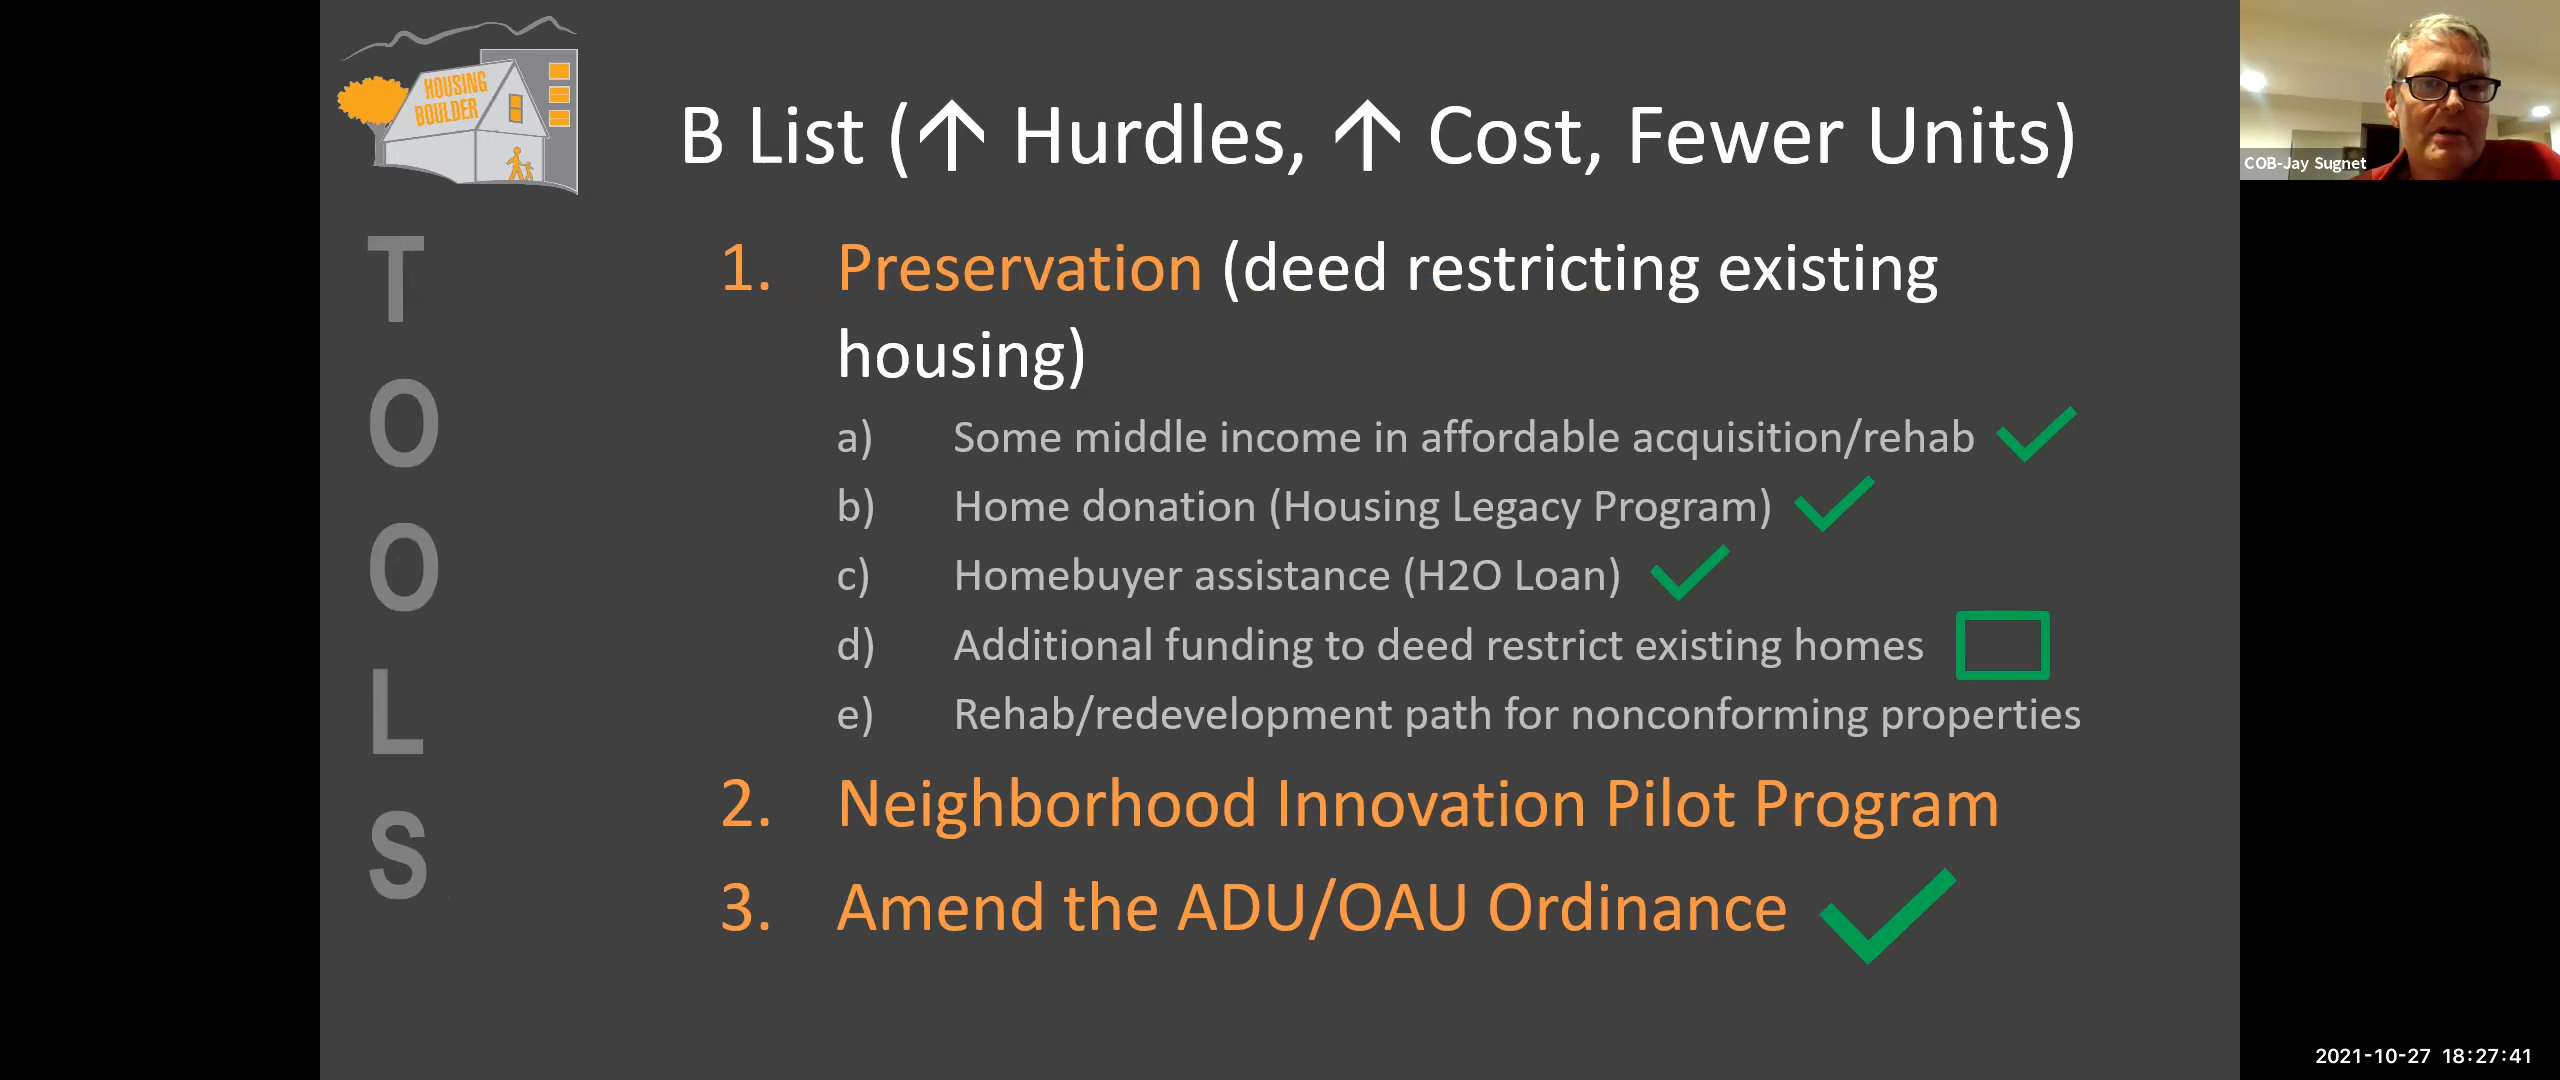 HOUSING
BOULDER
B List (↑ Hurdles, ↑ Cost, Fewer Units)
TOOLS
1. Preservation (deed restricting existing
housing)
a) Some middle income in affordable acquisition/rehab
b) Home donation (Housing Legacy Program)
c) Homebuyer assistance (H2O Loan)
d) Additional funding to deed restrict existing homes
e) Rehab/redevelopment path for nonconforming properties
2. Neighborhood Innovation Pilot Program
3. Amend the ADU/OAU Ordinance
COB-Jay Sugnet
2021-10-27 18:27:41